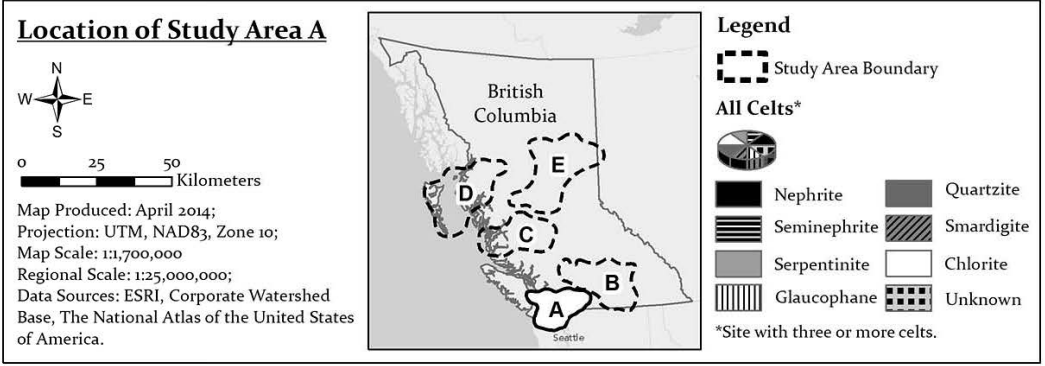 Location of Study Area A
N
W E
S
0 25 50
Kilometers
Map Produced: April 2014;
Projection: UTM, NAD83, Zone 10;
Map Scale: 1:1,700,000
Regional Scale: 1:25,000,000;
Data Sources: ESRI, Corporate Watershed
Base, The National Atlas of the United States
of America.
British
Columbia
E
D
C
B
A
Seattle
Legend
Study Area Boundary
All Celts*
Nephrite
Quartzite
Seminephrite
Smardigite
Serpentinite
Chlorite
Glaucophane
Unknown
*Site with three or more celts.